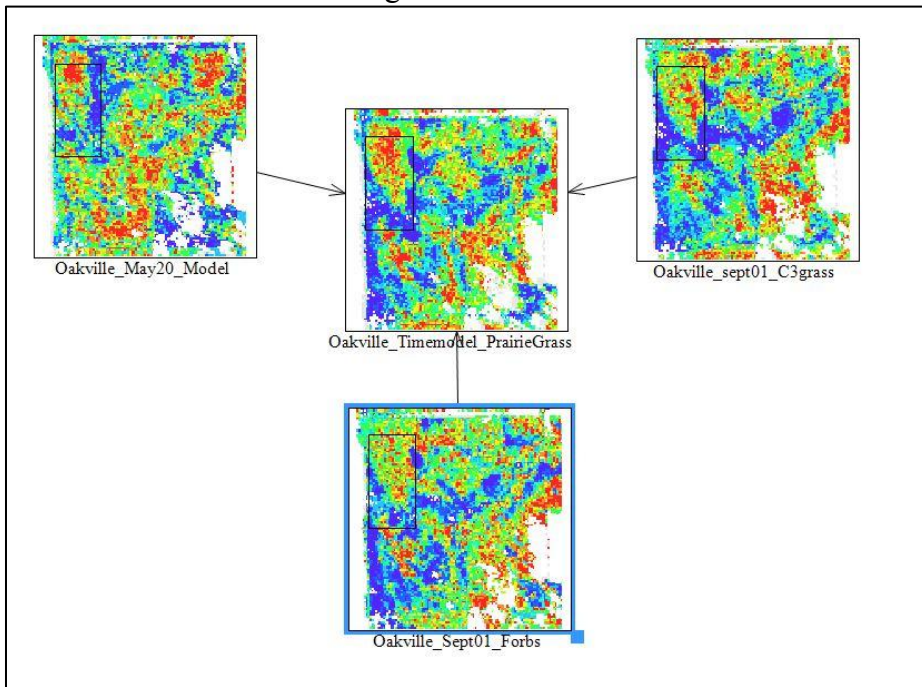 Oakville_May20_Model
Oakville_sept01_C3grass
Oakville_Timemodel_PrairieGrass
Oakville_Sept01_Forbs